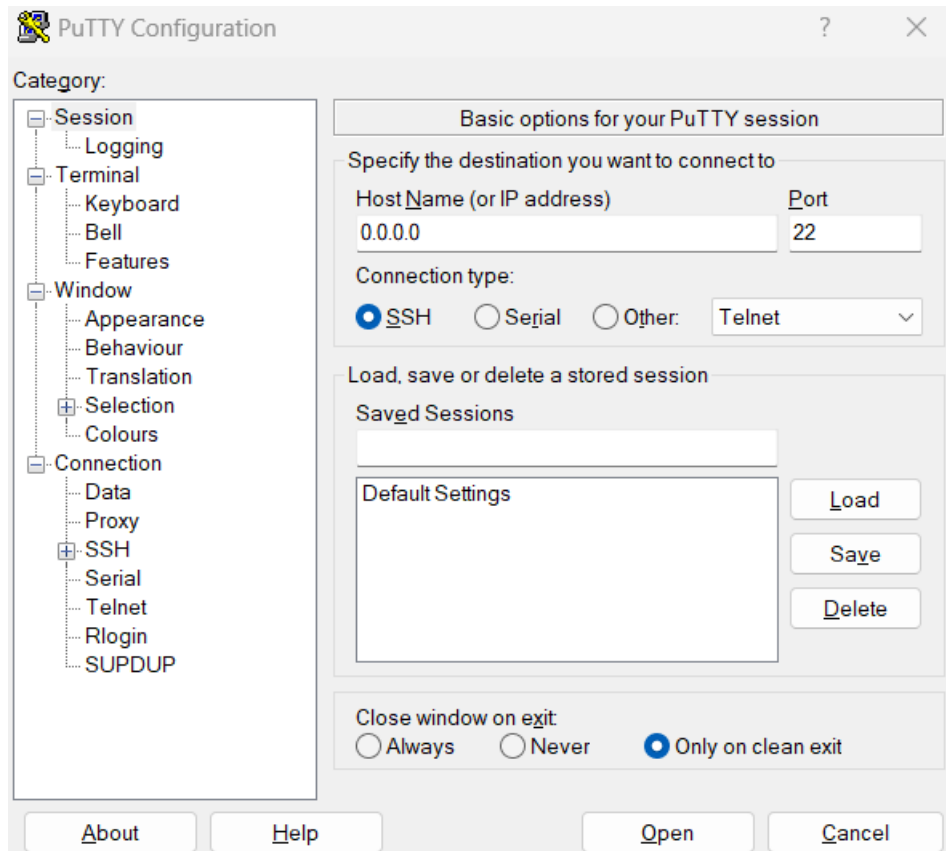 PuTTY Configuration
?
Category:
Session
Logging
Terminal
Keyboard
Bell
Features
Window
Appearance
Behaviour
Translation
Selection
Colours
Connection
Data
Proxy
SSH
Serial
Telnet
Rlogin
SUPDUP
Basic options for your PuTTY session
Specify the destination you want to connect to
Host Name (or IP address) Port
0.0.0.0 22
Connection type:
SSH Serial Other: Telnet
Load, save or delete a stored session
Saved Sessions
Default Settings
Load
Save
Delete
Close window on exit:
Always Never Only on clean exit
About Help Open Cancel